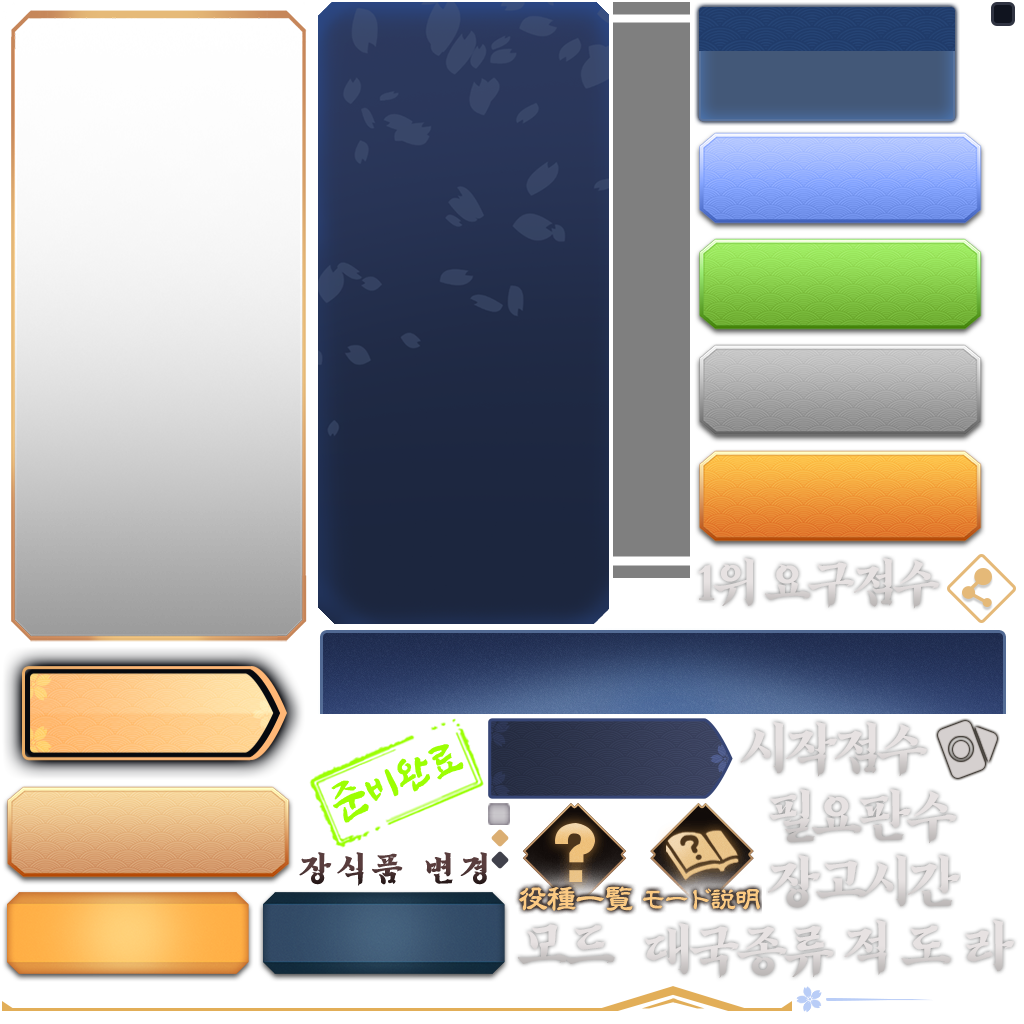 1위 요구점수
시작점수
준비완료
필요판수
장식품 변경
장고시간
役種一覧
モード説明
모드
대국종류
적 도 라